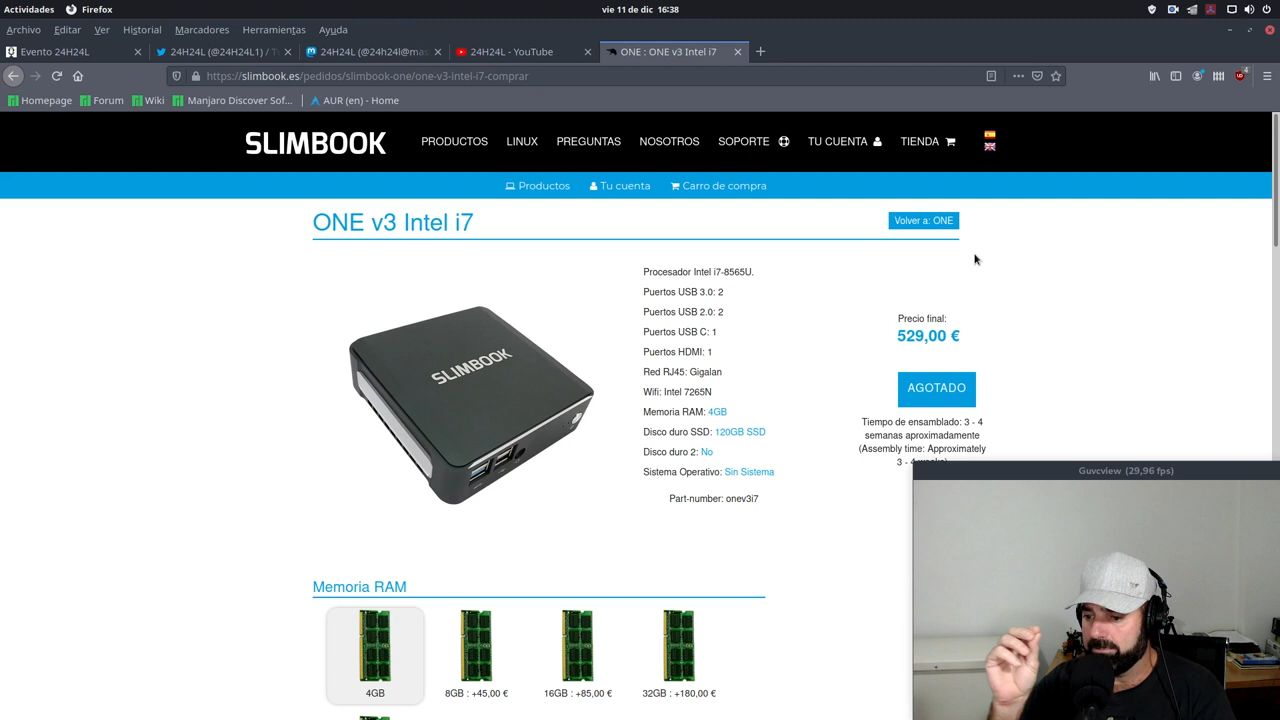 Actividades Firefox vie 11 de dic 16:38
Archivo Editar Ver Historial Marcadores Herramientas Ayuda
Evento 24H24L 24H24L (@24H24L1) / T 24H24L (@24h24l@mas 24H24L - YouTube ONE : ONE v3 Intel i7
https://slimbook.es/pedidos/slimbook-one/one-v3-intel-i7-comprar
4
Homepage Forum Wiki Manjaro Discover Sof... AUR (en) - Home
SLIMBOOK PRODUCTOS LINUX PREGUNTAS NOSOTROS SOPORTE TU CUENTA TIENDA
Productos Tu cuenta Carro de compra
ONE v3 Intel i7
Volver a: ONE
SLIMBOOK
Procesador Intel i7-8565U.
Puertos USB 3.0: 2
Puertos USB 2.0: 2
Puertos USB C: 1
Puertos HDMI: 1
Red RJ45: Gigalan
Wifi: Intel 7265N
Memoria RAM: 4GB
Disco duro SSD: 120GB SSD
Disco duro 2: No
Sistema Operativo: Sin Sistema
Part-number: onev3i7
Precio final:
529,00 €
AGOTADO
Tiempo de ensamblado: 3 - 4
semanas aproximadamente
(Assembly time: Approximately
3 - 4
Guvcview (29,96 fps)
Memoria RAM
4GB 8GB : +45,00 € 16GB : +85,00 € 32GB : +180,00 €